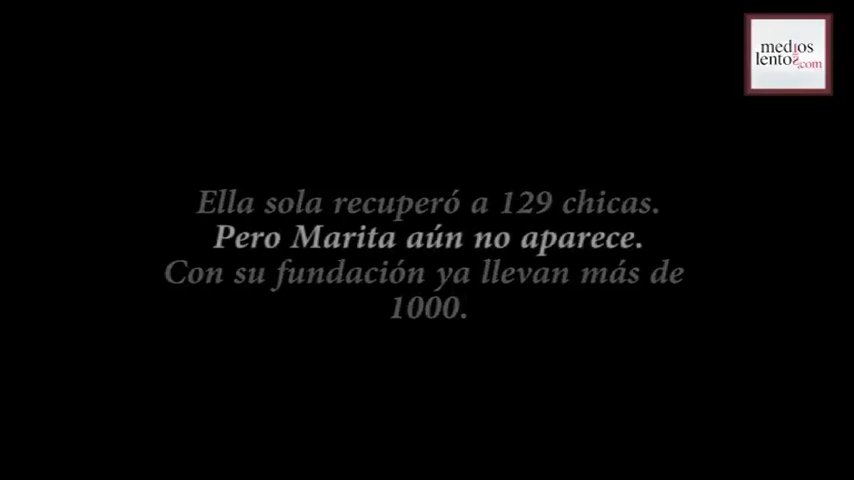 medios
lentos.com
Ella sola recuperó a 129 chicas.
Pero Marita aún no aparece.
Con su fundación ya llevan más de
1000.